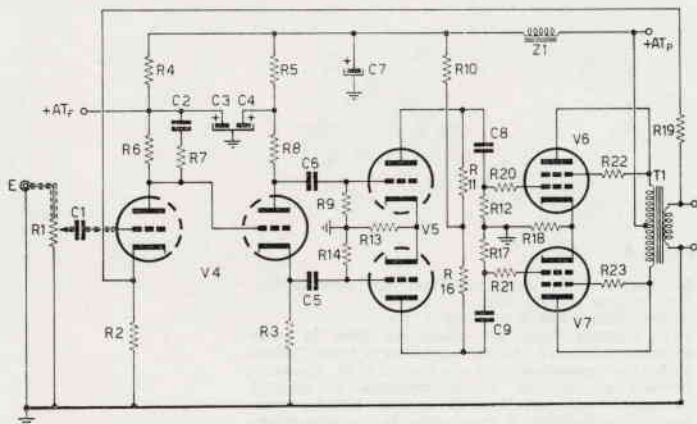 R4
R5
C7
R10
Z1
+ATp
+ATF
C2
C3
C4
R19
R6
R7
R8
C6
C8
V6
R20
R22
T1
E
R1
C1
R9
R13
V5
R11
R12
R18
V4
R14
R17
R16
R21
R23
R2
R3
C5
C9
V7